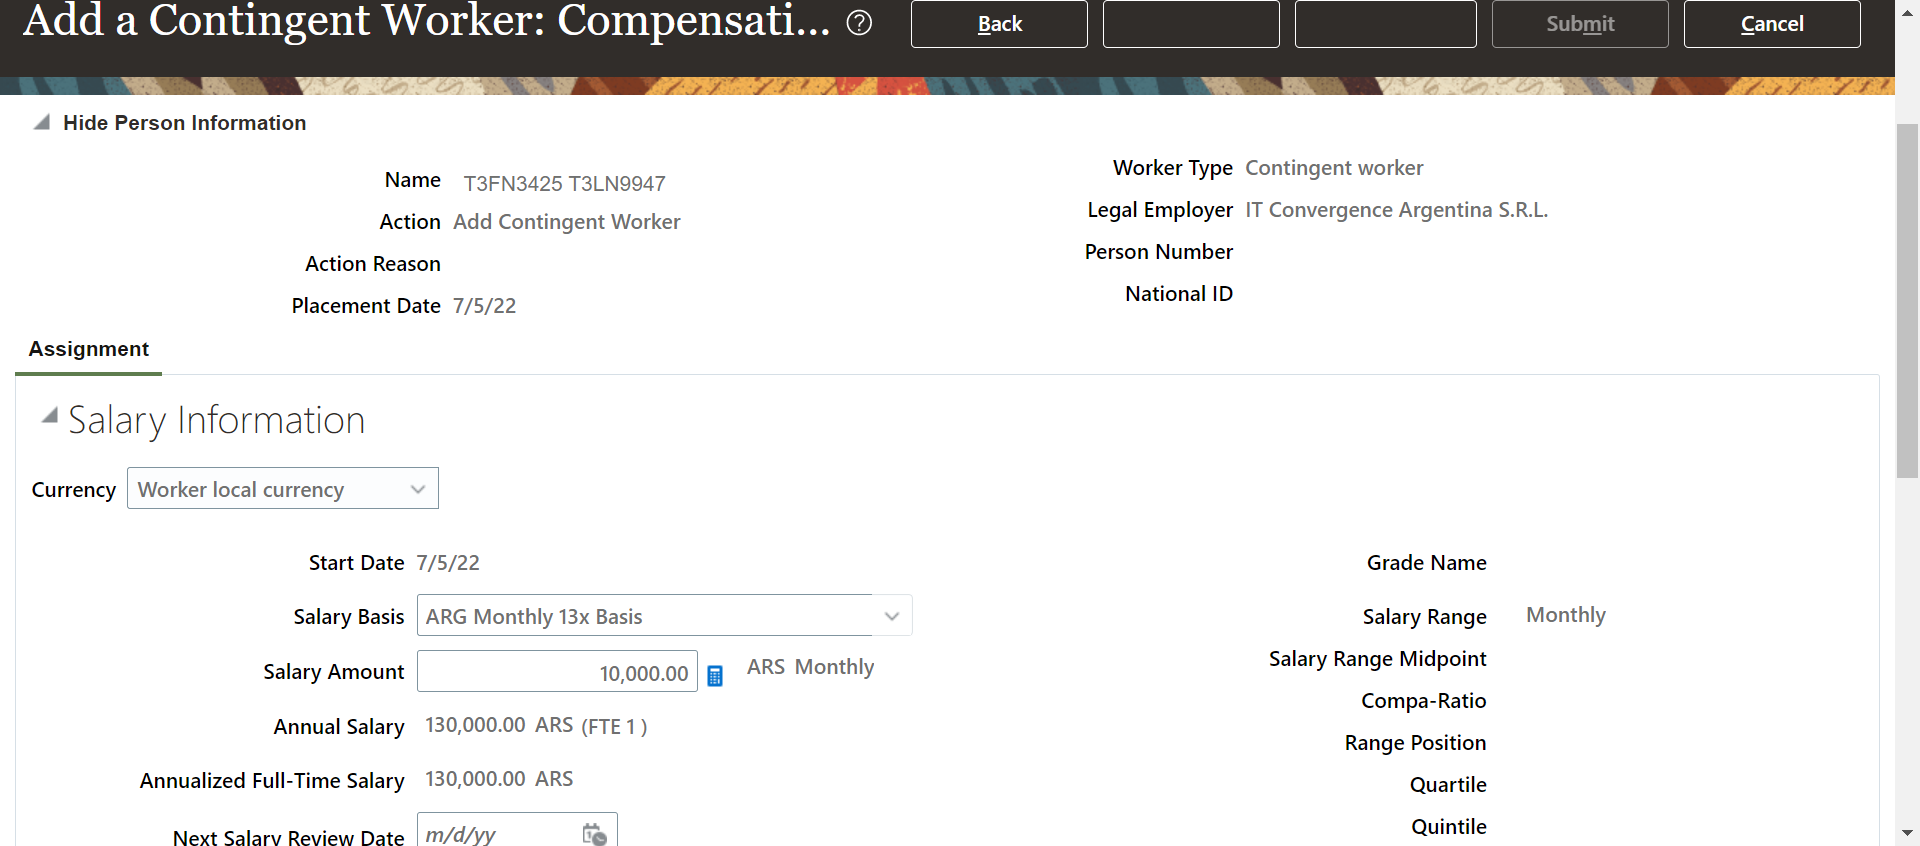 Add a Contingent Worker: Compensati...
Back
Submit
Cancel
Hide Person Information
Name T3FN3425 T3LN9947
Action Add Contingent Worker
Action Reason
Placement Date 7/5/22
Worker Type Contingent worker
Legal Employer IT Convergence Argentina S.R.L.
Person Number
National ID
Assignment
Salary Information
Currency Worker local currency
Start Date 7/5/22
Salary Basis ARG Monthly 13x Basis
Salary Amount 10,000.00 ARS Monthly
Annual Salary 130,000.00 ARS (FTE 1 )
Annualized Full-Time Salary 130,000.00 ARS
Next Salary Review Date m/d/yy
Grade Name
Salary Range Monthly
Salary Range Midpoint
Compa-Ratio
Range Position
Quartile
Quintile